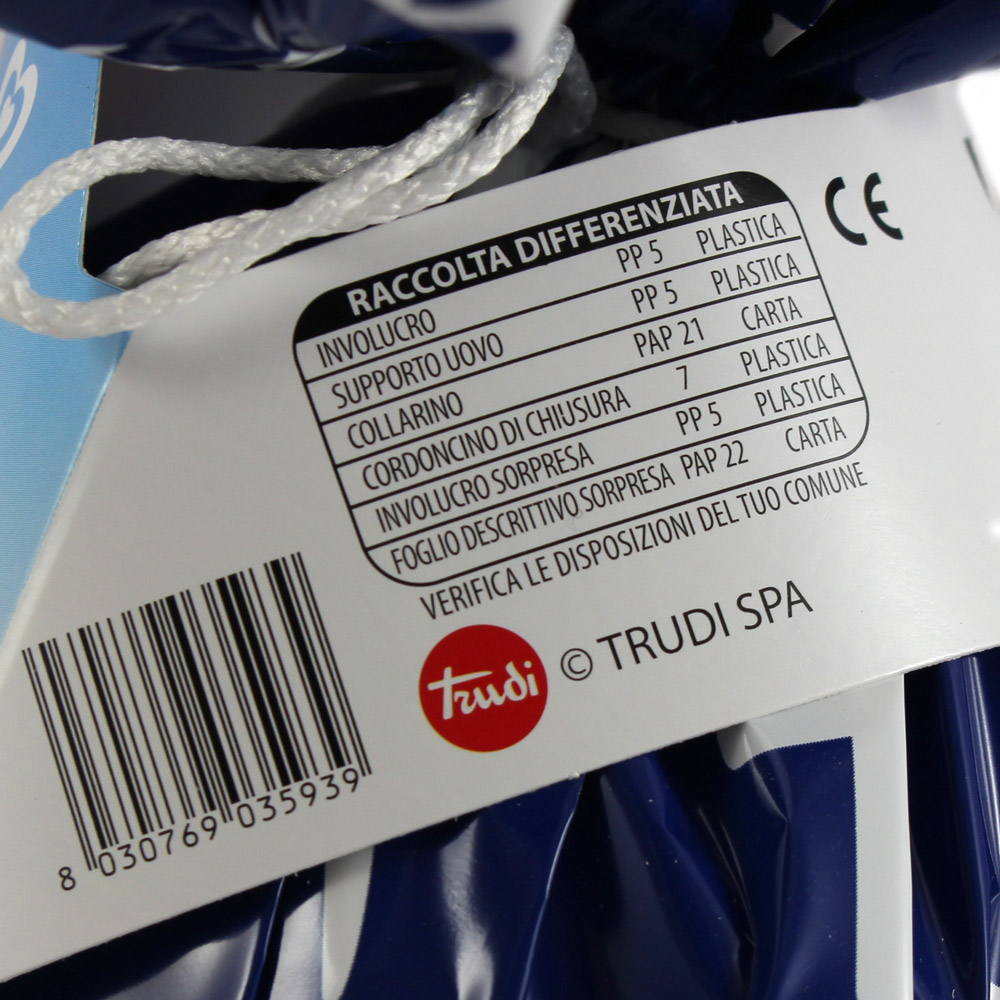 RACCOLTA DIFFERENZIATA
INVOLUCRO PP 5 PLASTICA
SUPPORTO UOVO PP 5 PLASTICA
COLLARINO PAP 21 CARTA
CORDONCINO DI CHIUSURA 7 PLASTICA
INVOLUCRO SORPRESA PP 5 PLASTICA
FOGLIO DESCRITTIVO SORPRESA PAP 22 CARTA
VERIFICA LE DISPOSIZIONI DEL TUO COMUNE
CE
trudi © TRUDI SPA
8 030769 035939